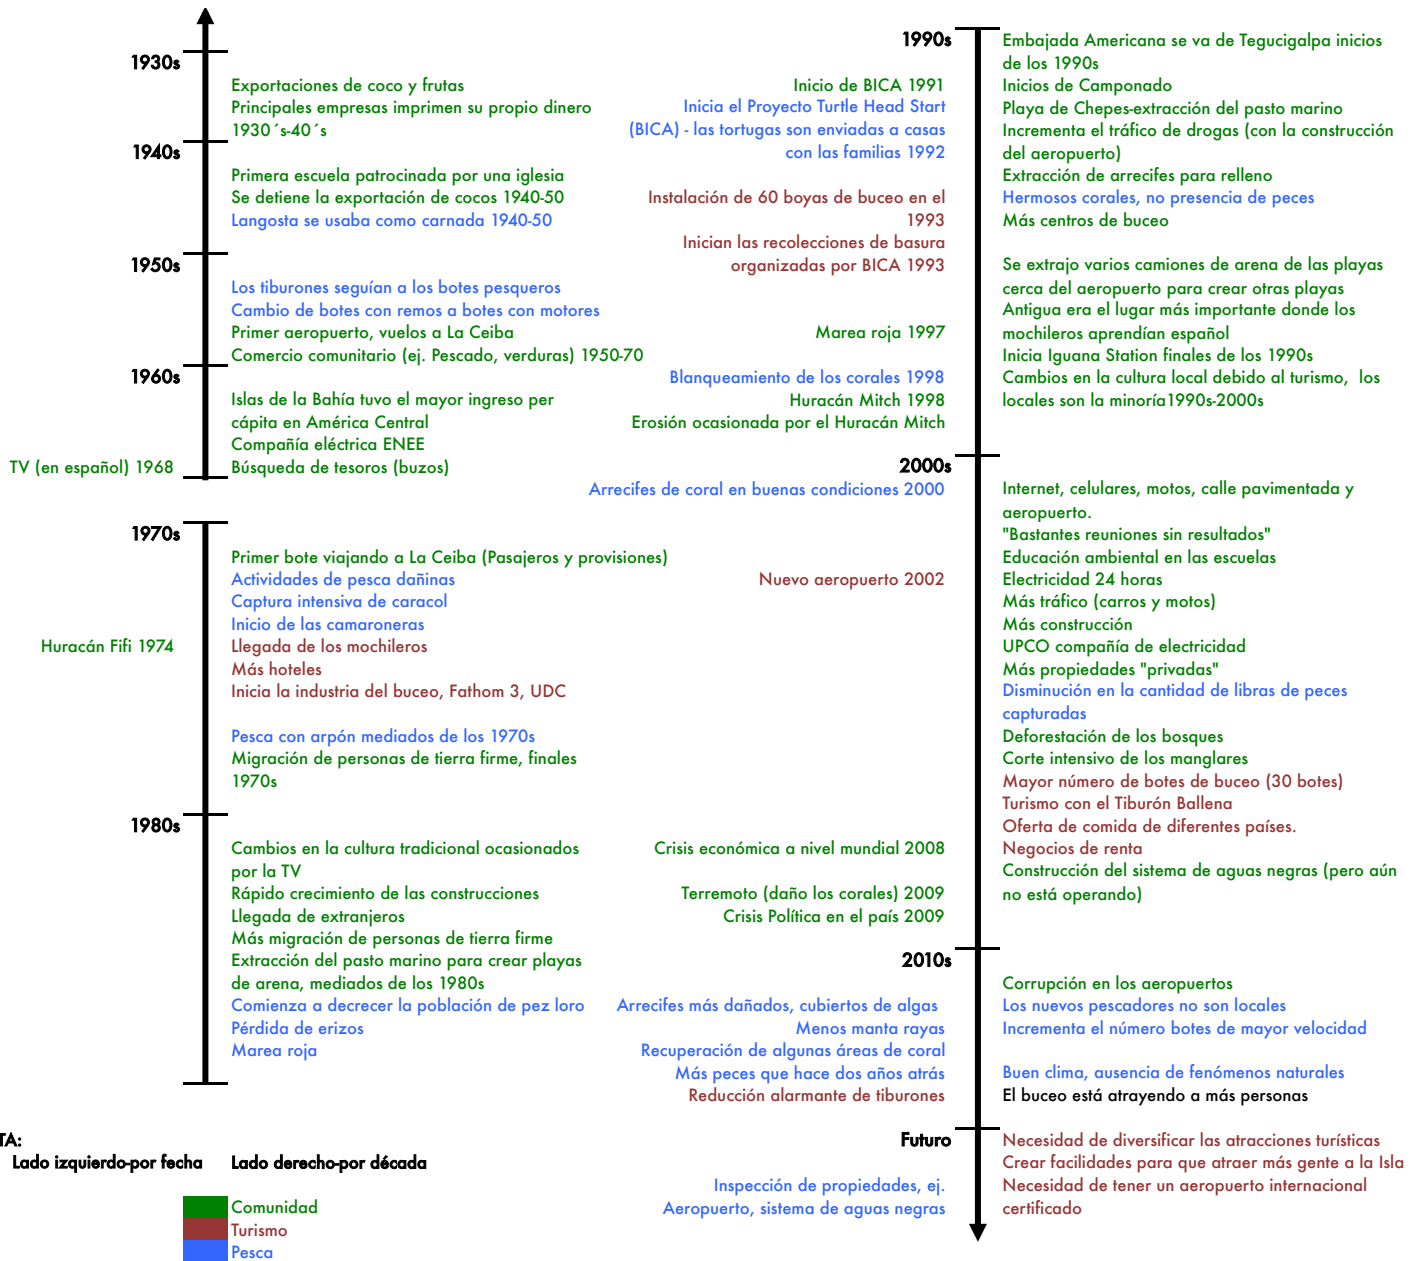 1930s
Exportaciones de coco y frutas
Principales empresas imprimen su propio dinero
1930´s-40´s
1940s
Primera escuela patrocinada por una iglesia
Se detiene la exportación de cocos 1940-50
Langosta se usaba como carnada 1940-50
1950s
Los tiburones seguían a los botes pesqueros
Cambio de botes con remos a botes con motores
Primer aeropuerto, vuelos a La Ceiba
Comercio comunitario (ej. Pescado, verduras) 1950-70
1960s
Islas de la Bahía tuvo el mayor ingreso per
cápita en América Central
Compañía eléctrica ENEE
TV (en español) 1968
Búsqueda de tesoros (buzos)
1970s
Primer bote viajando a La Ceiba (Pasajeros y provisiones)
Actividades de pesca dañinas
Captura intensiva de caracol
Inicio de las camaroneras
Huracán Fifi 1974
Llegada de los mochileros
Más hoteles
Inicia la industria del buceo, Fathom 3, UDC
Pesca con arpón mediados de los 1970s
Migración de personas de tierra firme, finales
1970s
1980s
Cambios en la cultura tradicional ocasionados
por la TV
Rápido crecimiento de las construcciones
Llegada de extranjeros
Más migración de personas de tierra firme
Extracción del pasto marino para crear playas
de arena, mediados de los 1980s
Comienza a decrecer la población de pez loro
Pérdida de erizos
Marea roja
TA:
Lado izquierdo-por fecha
Lado derecho-por década
Comunidad
Turismo
Pesca
1990s
Inicio de BICA 1991
Inicia el Proyecto Turtle Head Start
(BICA) - las tortugas son enviadas a casas
con las familias 1992
Instalación de 60 boyas de buceo en el
1993
Inician las recolecciones de basura
organizadas por BICA 1993
Marea roja 1997
Blanqueamiento de los corales 1998
Huracán Mitch 1998
Erosión ocasionada por el Huracán Mitch
Embajada Americana se va de Tegucigalpa inicios
de los 1990s
Inicios de Camponado
Playa de Chepes-extracción del pasto marino
Incrementa el tráfico de drogas (con la construcción
del aeropuerto)
Extracción de arrecifes para relleno
Hermosos corales, no presencia de peces
Más centros de buceo
Se extrajo varios camiones de arena de las playas
cerca del aeropuerto para crear otras playas
Antigua era el lugar más importante donde los
mochileros aprendían español
Inicia Iguana Station finales de los 1990s
Cambios en la cultura local debido al turismo,  los
locales son la minoría1990s-2000s
2000s
Arrecifes de coral en buenas condiciones 2000
Nuevo aeropuerto 2002
Crisis económica a nivel mundial 2008
Terremoto (daño los corales) 2009
Crisis Política en el país 2009
Internet, celulares, motos, calle pavimentada y
aeropuerto.
"Bastantes reuniones sin resultados"
Educación ambiental en las escuelas
Electricidad 24 horas
Más tráfico (carros y motos)
Más construcción
UPCO compañía de electricidad
Más propiedades "privadas"
Disminución en la cantidad de libras de peces
capturadas
Deforestación de los bosques
Corte intensivo de los manglares
Mayor número de botes de buceo (30 botes)
Turismo con el Tiburón Ballena
Oferta de comida de diferentes países.
Negocios de renta
Construcción del sistema de aguas negras (pero aún
no está operando)
2010s
Arrecifes más dañados, cubiertos de algas
Menos manta rayas
Recuperación de algunas áreas de coral
Más peces que hace dos años atrás
Reducción alarmante de tiburones
Corrupción en los aeropuertos
Los nuevos pescadores no son locales
Incrementa el número botes de mayor velocidad
Buen clima, ausencia de fenómenos naturales
El buceo está atrayendo a más personas
Futuro
Inspección de propiedades, ej.
Aeropuerto, sistema de aguas negras
Necesidad de diversificar las atracciones turísticas
Crear facilidades para que atraer más gente a la Isla
Necesidad de tener un aeropuerto internacional
certificado